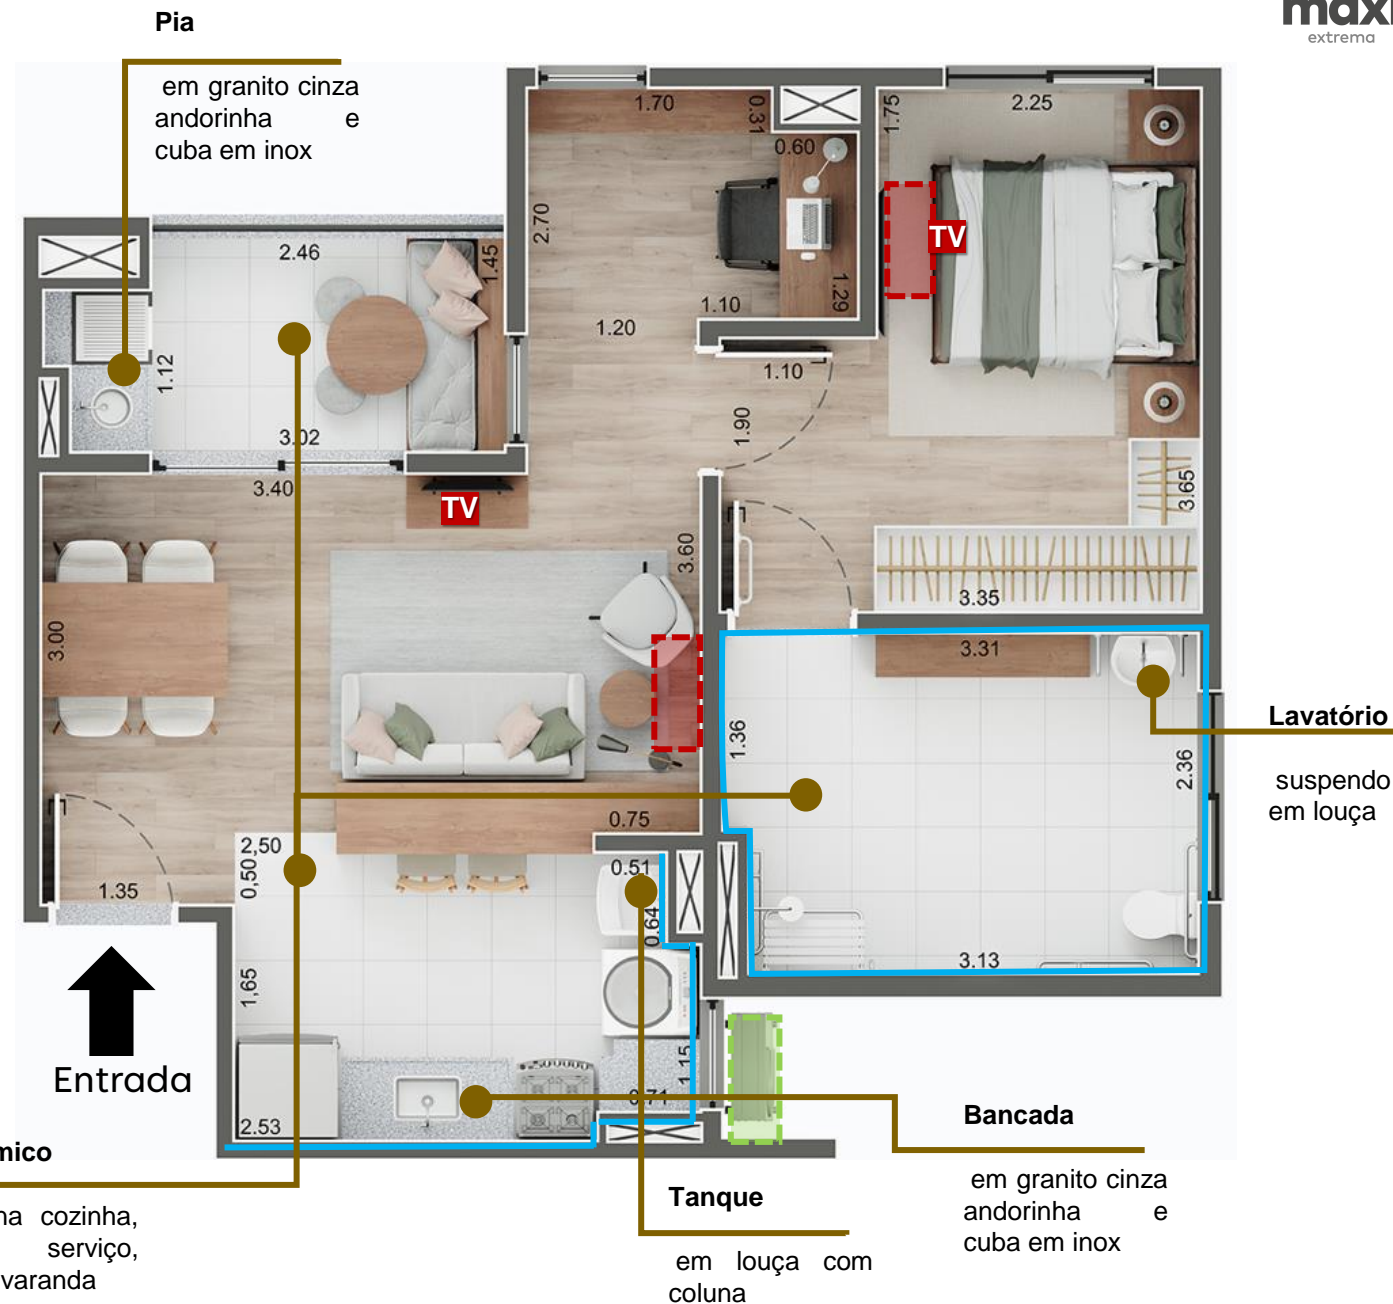 Pia
em granito cinza
andorinha e
cuba em inox
maxi
extrema
1.70
0.31
0.60
1.75
2.25
2.70
TV
2.46
1.45
1.10
1.29
1.20
1.12
1.10
1.90
3.02
3.40
TV
3.65
3.60
3.35
3.00
3.31
1.36
2.36
Lavatório
suspendo
em louça
0.75
2,50
0,50
0.51
0.64
1.35
3.13
1,65
1.15
Entrada
2.53
Bancada
em granito cinza
andorinha e
cuba em inox
mico
na cozinha,
serviço,
varanda
Tanque
em louça com
coluna